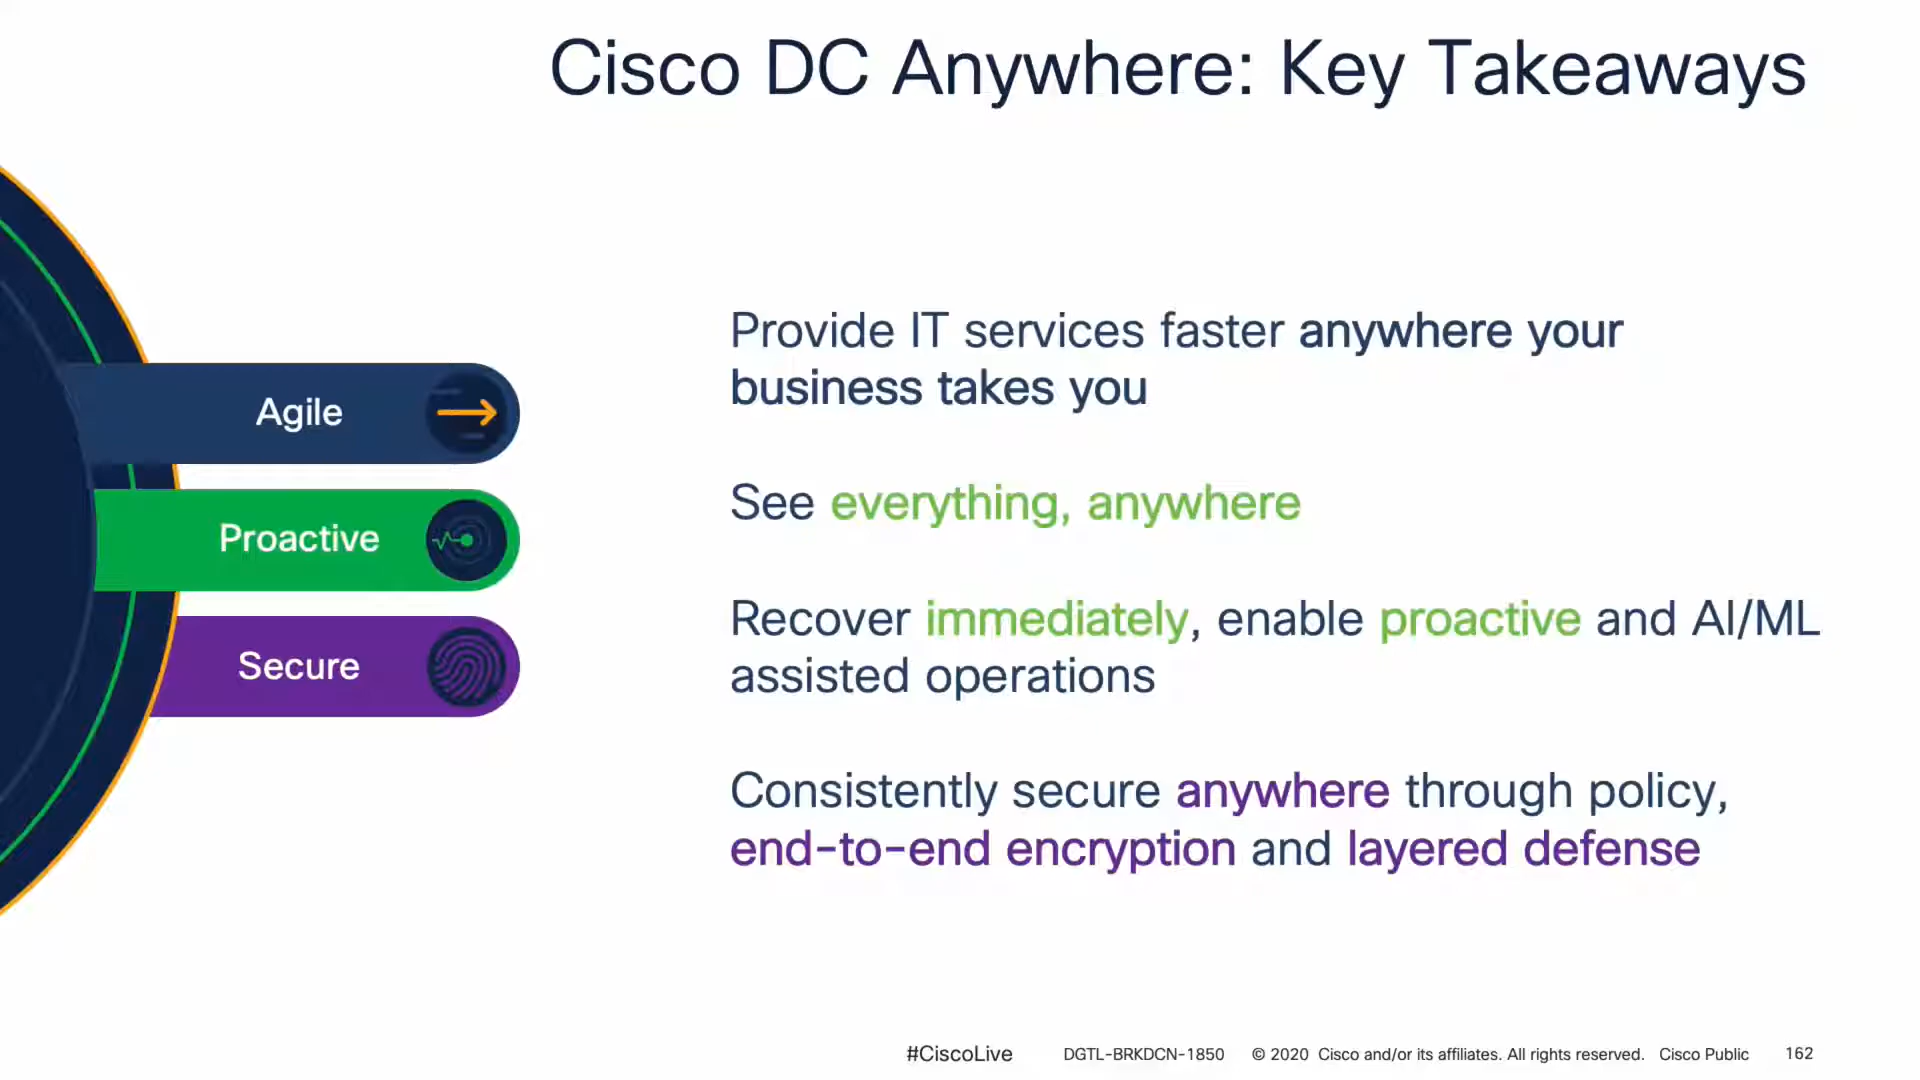 Cisco DC Anywhere: Key Takeaways
Agile
Proactive
Secure
Provide IT services faster anywhere your
business takes you
See everything, anywhere
Recover immediately, enable proactive and AI/ML
assisted operations
Consistently secure anywhere through policy,
end-to-end encryption and layered defense
#CiscoLive DGTL-BRKDCN-1850 © 2020 Cisco and/or its affiliates. All rights reserved. Cisco Public 162